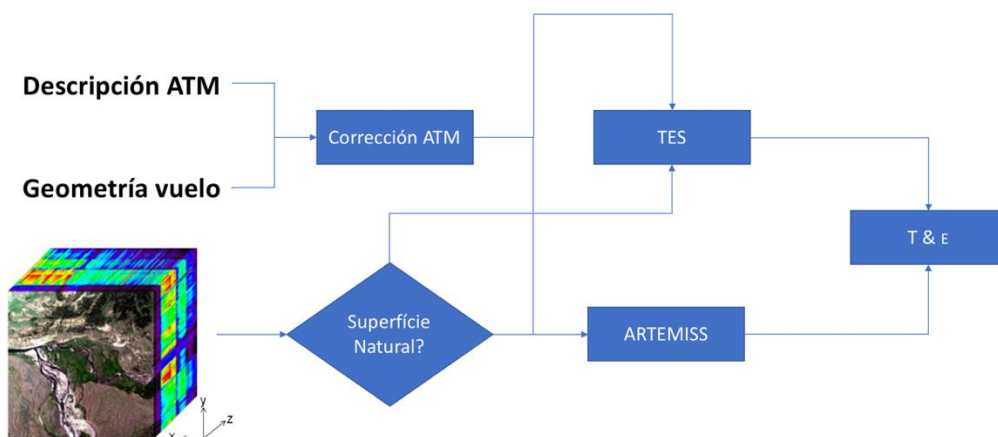 Descripción ATM
Corrección ATM
TES
Geometría vuelo
T & E
Superfície
Natural?
ARTEMISS
y
z
x